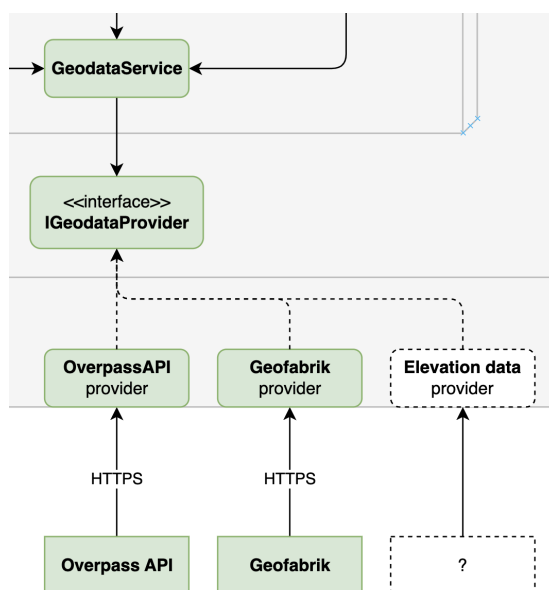 GeodataService
<<interface>>
IGeodataProvider
OverpassAPI
provider
Geofabrik
provider
Elevation data
provider
HTTPS
HTTPS
Overpass API
Geofabrik
?